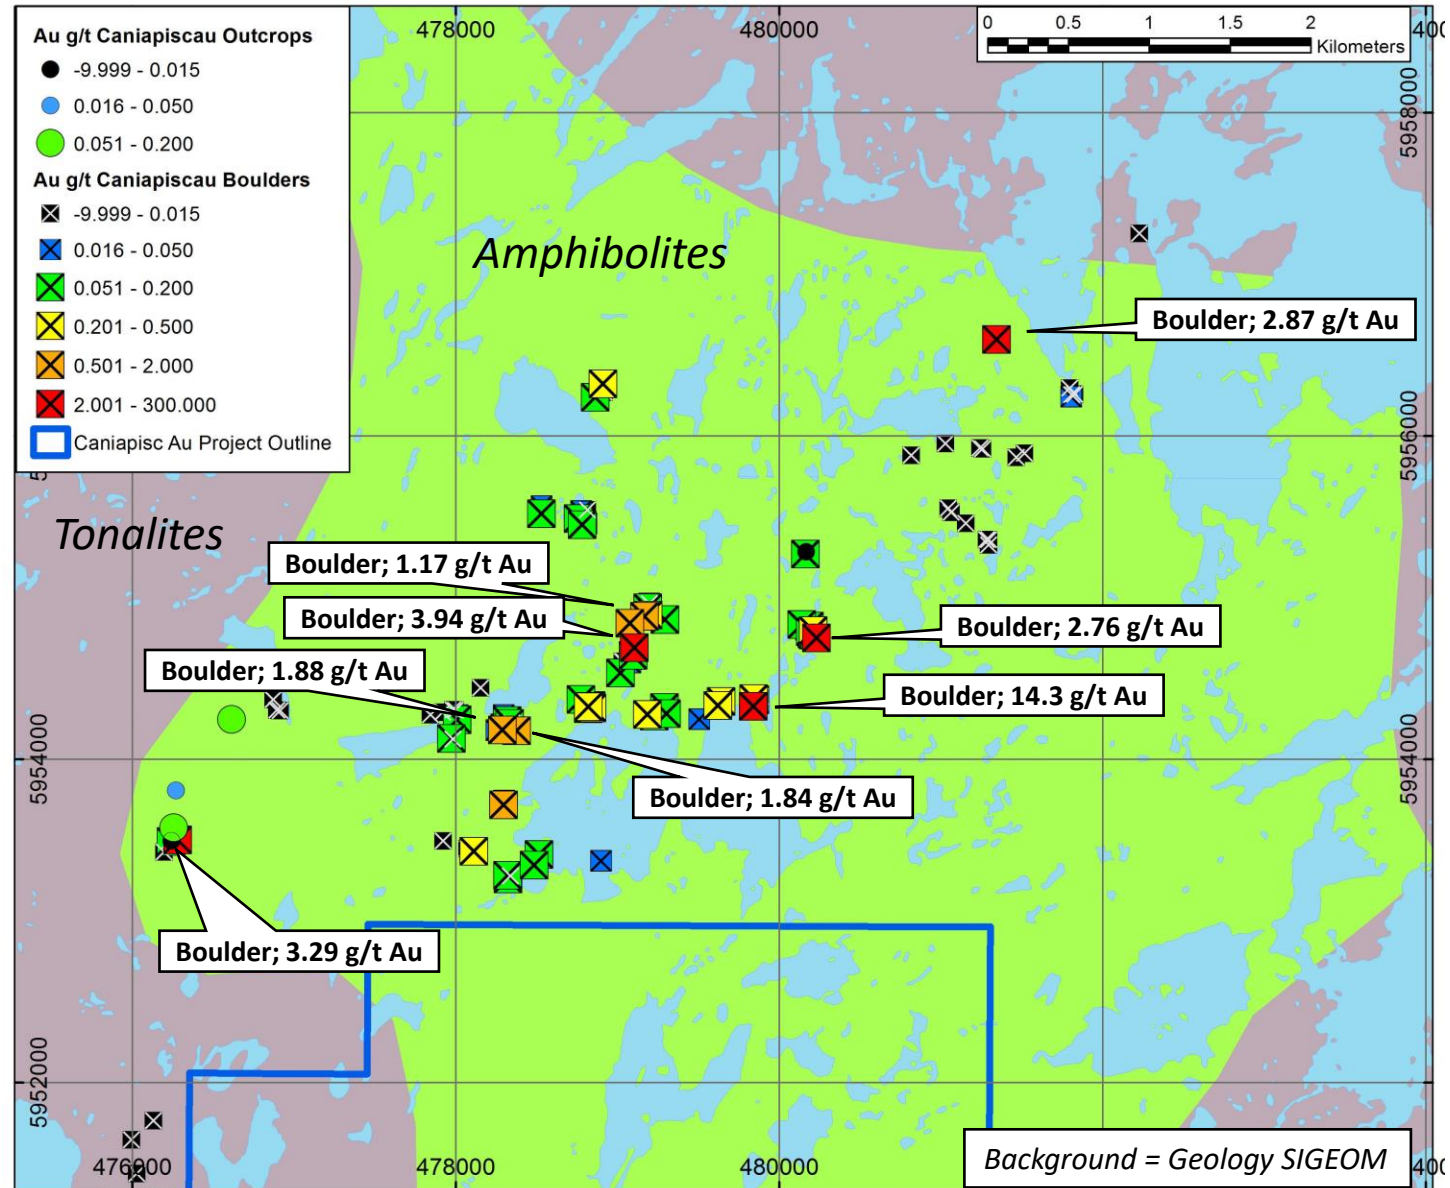 Au g/t Caniapiscau Outcrops
-9.999 - 0.015
0.016 - 0.050
0.051 - 0.200
Au g/t Caniapiscau Boulders
-9.999 - 0.015
0.016 - 0.050
0.051 - 0.200
0.201 - 0.500
0.501 - 2.000
2.001 - 300.000
Caniapisc Au Project Outline
478000
480000
0 0.5 1 1.5 2
Kilometers
5958000
Amphibolites
Boulder; 2.87 g/t Au
5956000
Tonalites
Boulder; 1.17 g/t Au
Boulder; 3.94 g/t Au
Boulder; 2.76 g/t Au
Boulder; 1.88 g/t Au
Boulder; 14.3 g/t Au
5954000
5954000
Boulder; 1.84 g/t Au
Boulder; 3.29 g/t Au
5952000
5952000
476000
478000
480000
Background = Geology SIGEOM